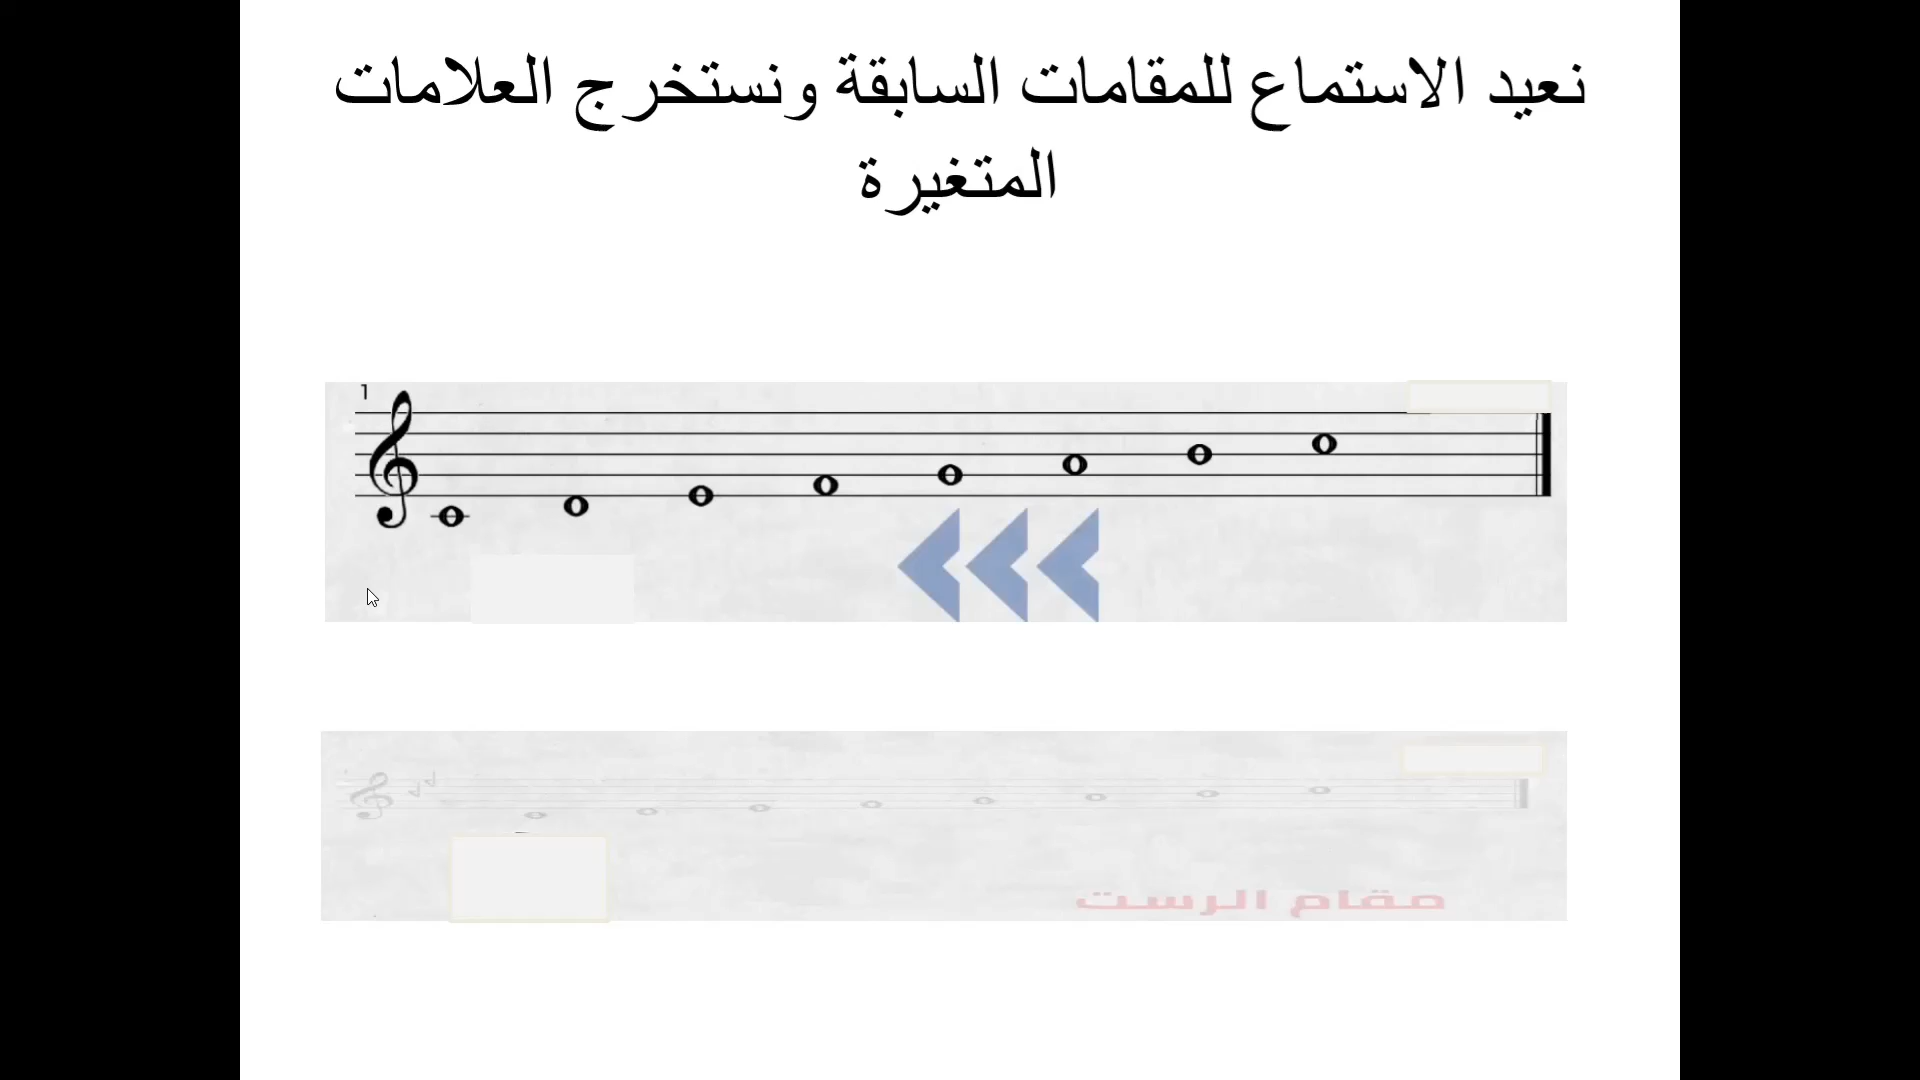 نعيد الاستماع للمقامات السابقة ونستخرج العلامات
المتغيرة
1
مقام الرست